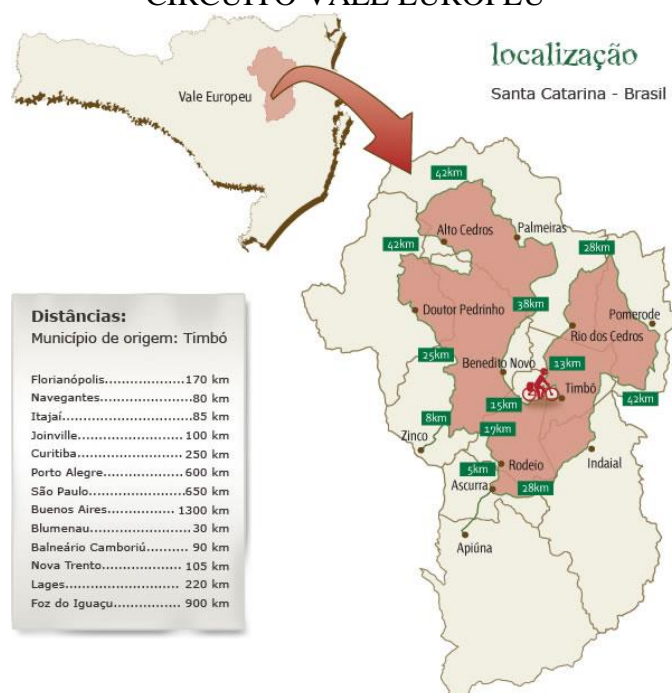 CIRCUITO VALE EUROPEU
localização
Santa Catarina - Brasil
Vale Europeu
42km
Alto Cedros
Palmeiras
42km
28km
Doutor Pedrinho
38km
Pomerode
Rio dos Cedros
25km
Benedito Novo
13km
Timbó
15km
42km
8km
17km
Zinco
Indaial
5km
Rodeio
Ascurra
28km
Apiúna
Distâncias:
Município de origem: Timbó
Florianópolis.....................170 km
Navegantes.......................80 km
Itajaí.................................85 km
Joinville........................... 100 km
Curitiba............................250 km
Porto Alegre.....................600 km
São Paulo.........................650 km
Buenos Aires................. 1300 km
Blumenau......................... 30 km
Balneário Camboriú......... 90 km
Nova Trento.................... 105 km
Lages.............................. 220 km
Foz do Iguaçu................. 900 km